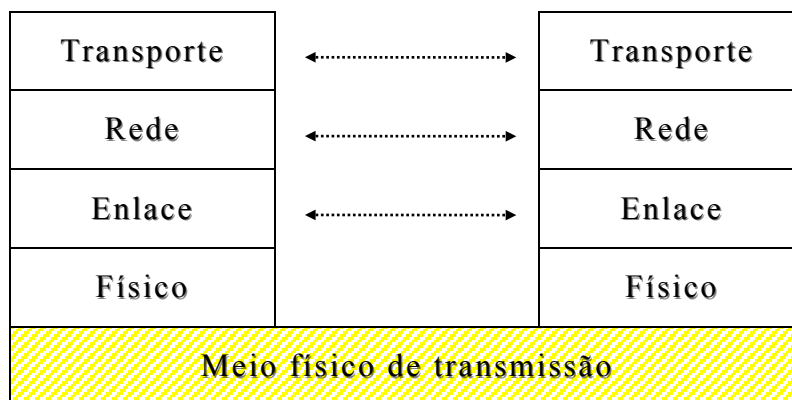 Transporte Transporte
Rede Rede
Enlace Enlace
Físico Físico
Meio físico de transmissão